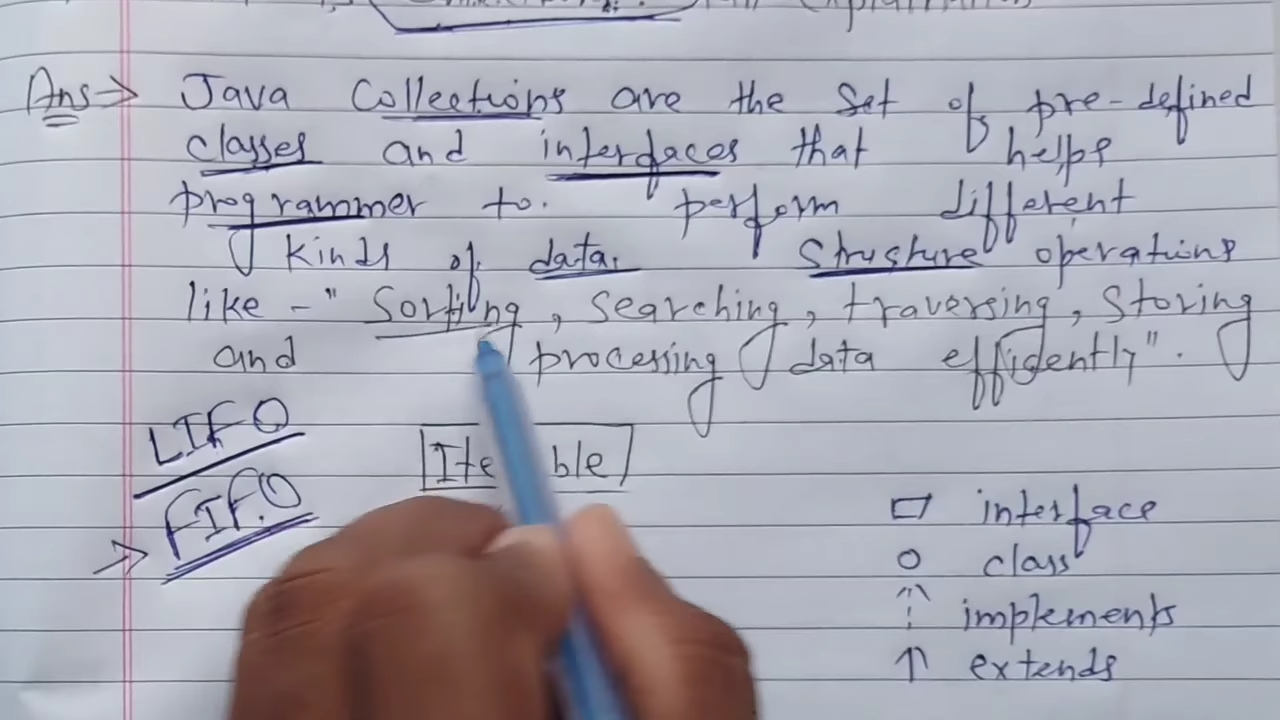 Ans → Java Collections are the set of pre-defined
classes and interfaces that helps
programmer to. perform different
kinds of data. structure operations
like - " Sorting, Searching, traversing, Storing
and processing data efficiently".
LIFO
FIFO
interface
class
implements
extends